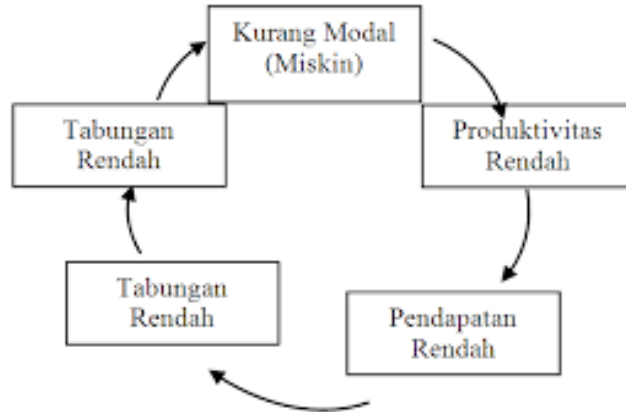 Kurang Modal
(Miskin)
Produktivitas
Rendah
Pendapatan
Rendah
Tabungan
Rendah
Tabungan
Rendah